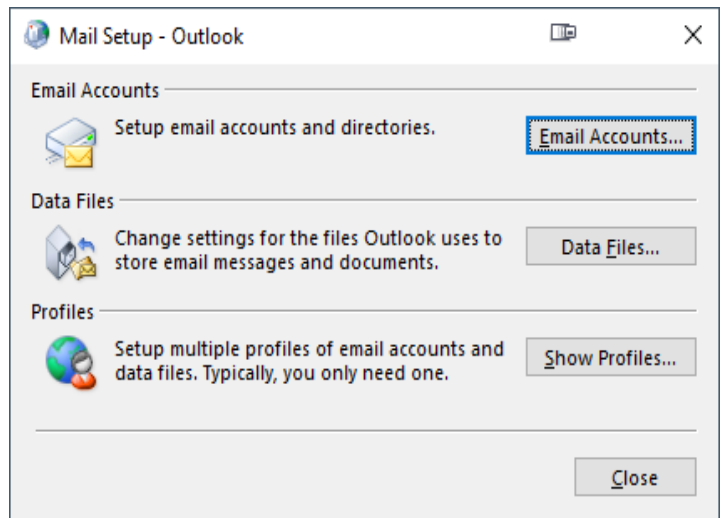 Mail Setup - Outlook
Email Accounts
Setup email accounts and directories.
Email Accounts...
Data Files
Change settings for the files Outlook uses to
store email messages and documents.
Data Files...
Profiles
Setup multiple profiles of email accounts and
data files. Typically, you only need one.
Show Profiles...
Close